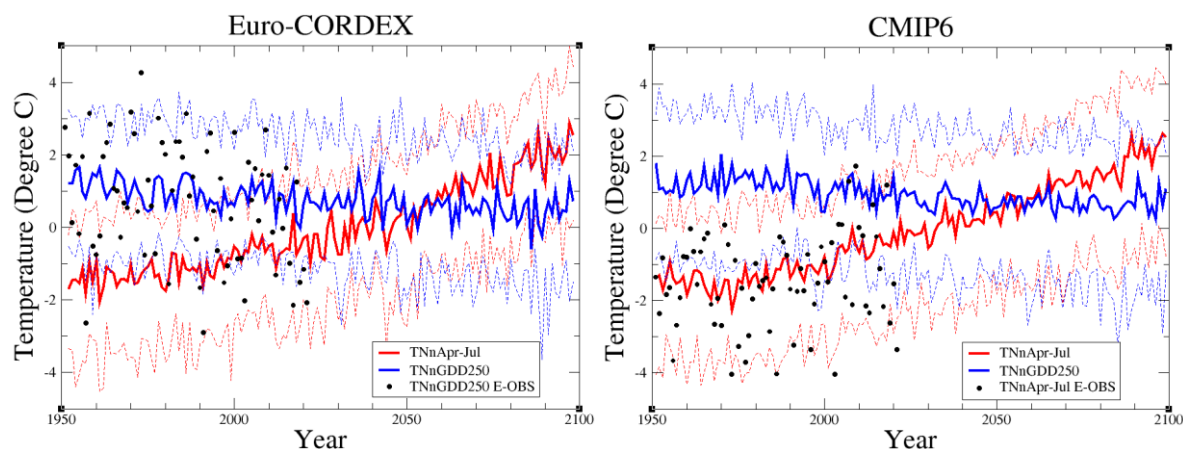 Euro-CORDEX
Temperature (Degree C)
4
2
0
-2
-4
TNnApr-Jul
TNnGDD250
TNnGDD250 E-OBS
1950
2000
2050
2100
Year
CMIP6
Temperature (Degree C)
4
2
0
-2
-4
TNnApr-Jul
TNnGDD250
TNnApr-Jul E-OBS
1950
2000
2050
2100
Year